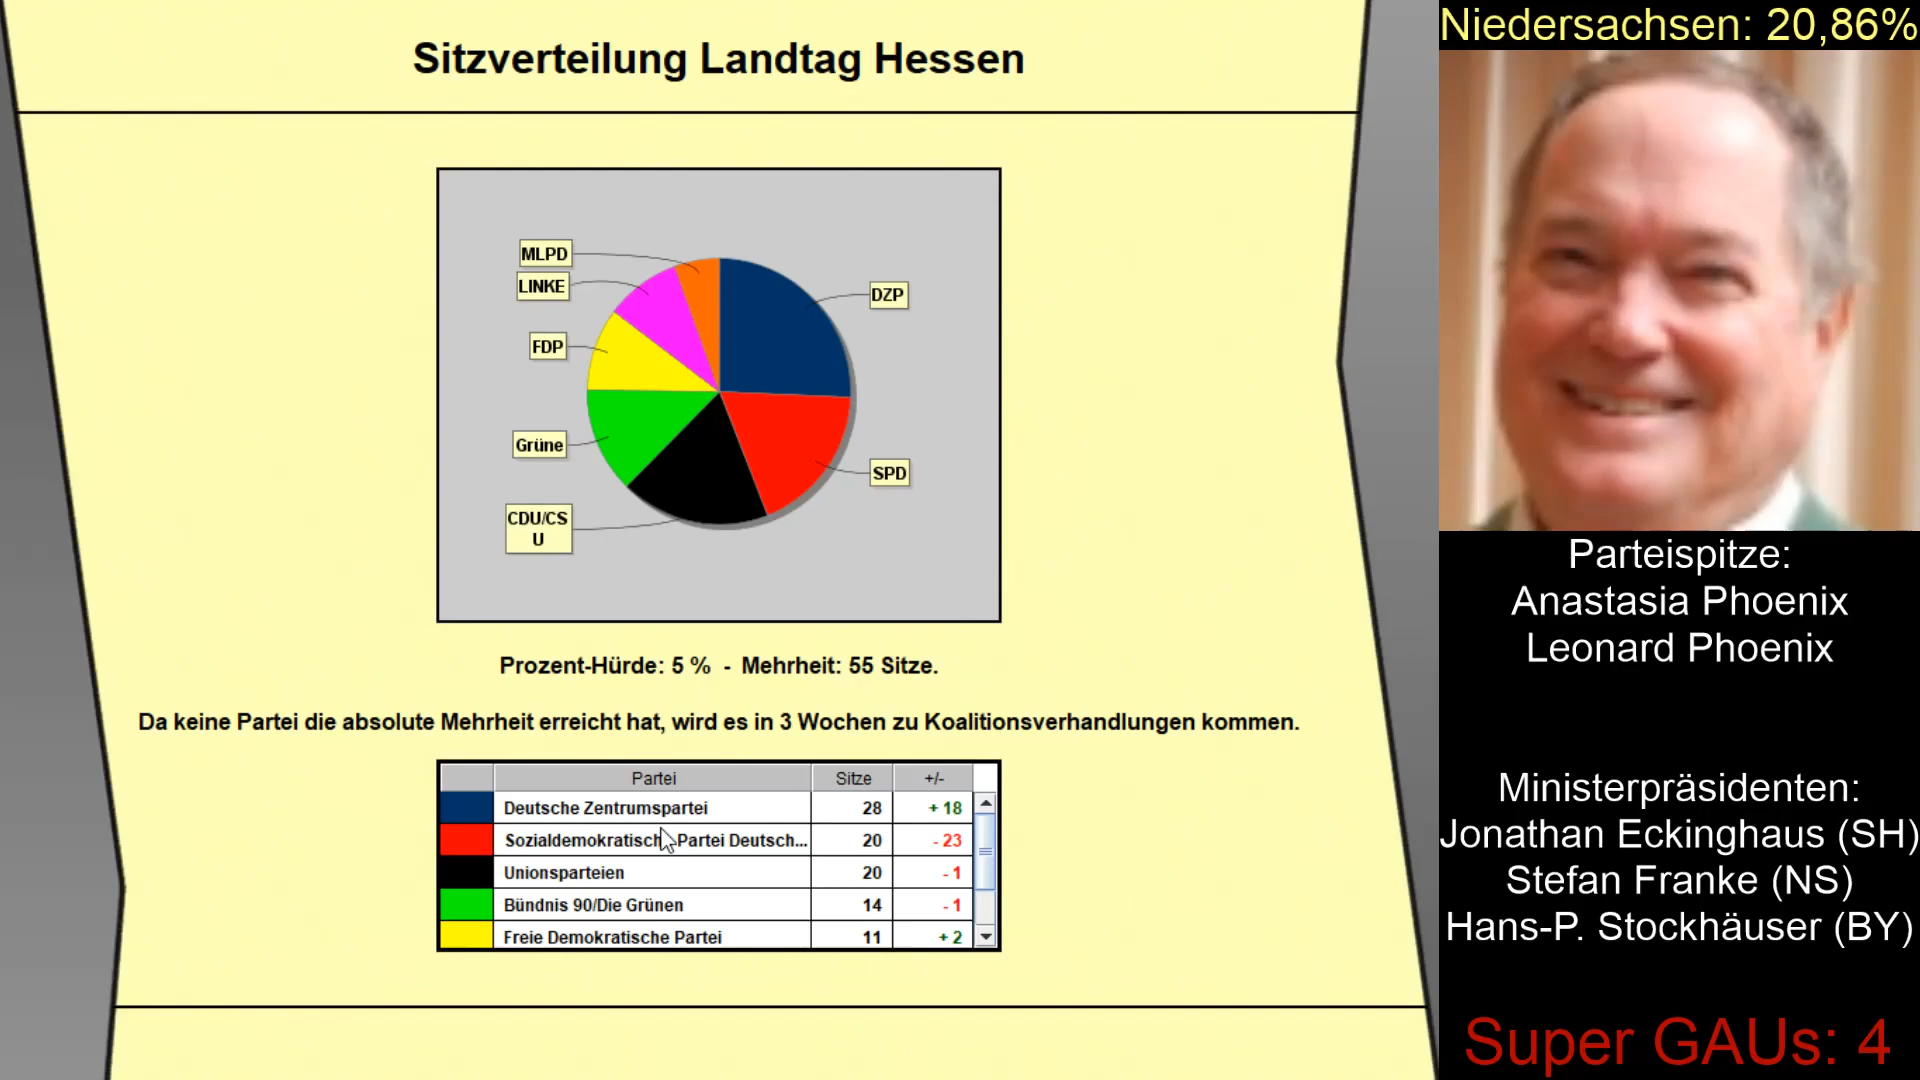 Sitzverteilung Landtag Hessen
MLPD
LINKE
FDP
Grüne
CDU/CS
U
DZP
SPD
Prozent-Hürde: 5 % - Mehrheit: 55 Sitze.
Da keine Partei die absolute Mehrheit erreicht hat, wird es in 3 Wochen zu Koalitionsverhandlungen kommen.
Partei Sitze +/-
Deutsche Zentrumspartei 28 + 18
Sozialdemokratische Partei Deutsch... 20 - 23
Unionsparteien 20 - 1
Bündnis 90/Die Grünen 14 - 1
Freie Demokratische Partei 11 + 2
Niedersachsen: 20,86%
Parteispitze:
Anastasia Phoenix
Leonard Phoenix
Ministerpräsidenten:
Jonathan Eckinghaus (SH)
Stefan Franke (NS)
Hans-P. Stockhäuser (BY)
Super GAUs: 4